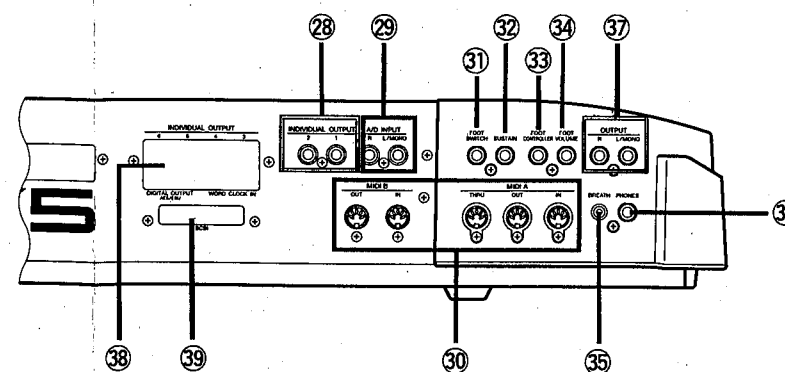 28 29 31 32 33 34 37
INDIVIDUAL OUTPUT
6 5 4 3
INDIVIDUAL OUTPUT
2 1
A/D INPUT
R L/MONO
FOOT SWITCH
SUSTAIN
FOOT CONTROLLER
FOOT VOLUME
OUTPUT
R L/MONO
DIGITAL OUTPUT
AES/EBU
WORD CLOCK IN
SCSI
MIDI B
OUT IN
MIDI A
THRU OUT IN
BREATH PHONES
5
38 39 30 35